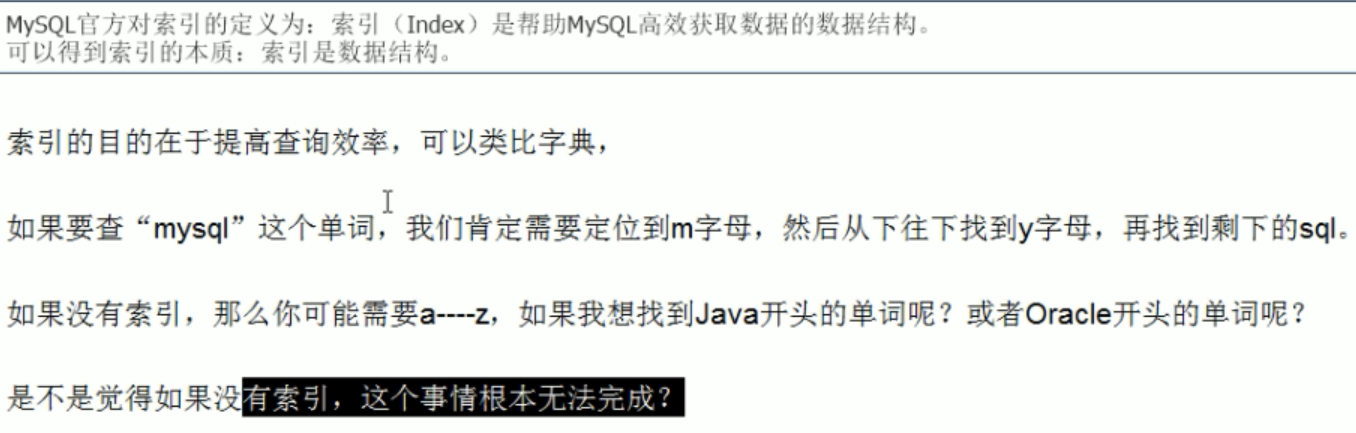 MySQL官方对索引的定义为：索引（Index）是帮助MySQL高效获取数据的数据结构。
可以得到索引的本质：索引是数据结构。
索引的目的在于提高查询效率，可以类比字典，
如果要查“mysql”这个单词，我们肯定需要定位到m字母，然后从下往下找到y字母，再找到剩下的sql。
如果没有索引，那么你可能需要a----z，如果我想找到Java开头的单词呢？或者Oracle开头的单词呢？
是不是觉得如果没有索引，这个事情根本无法完成？